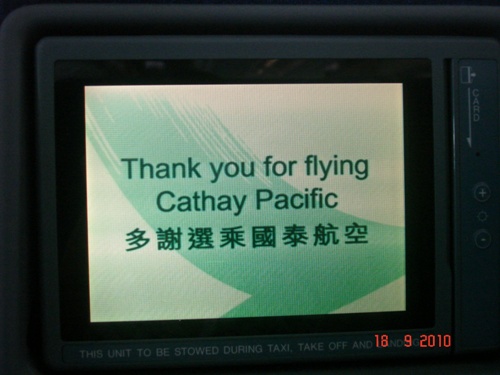 Thank you for flying
Cathay Pacific
多謝選乘國泰航空
CARD
THIS UNIT TO BE STOWED DURING TAXI, TAKE OFF AND
18 9 2010